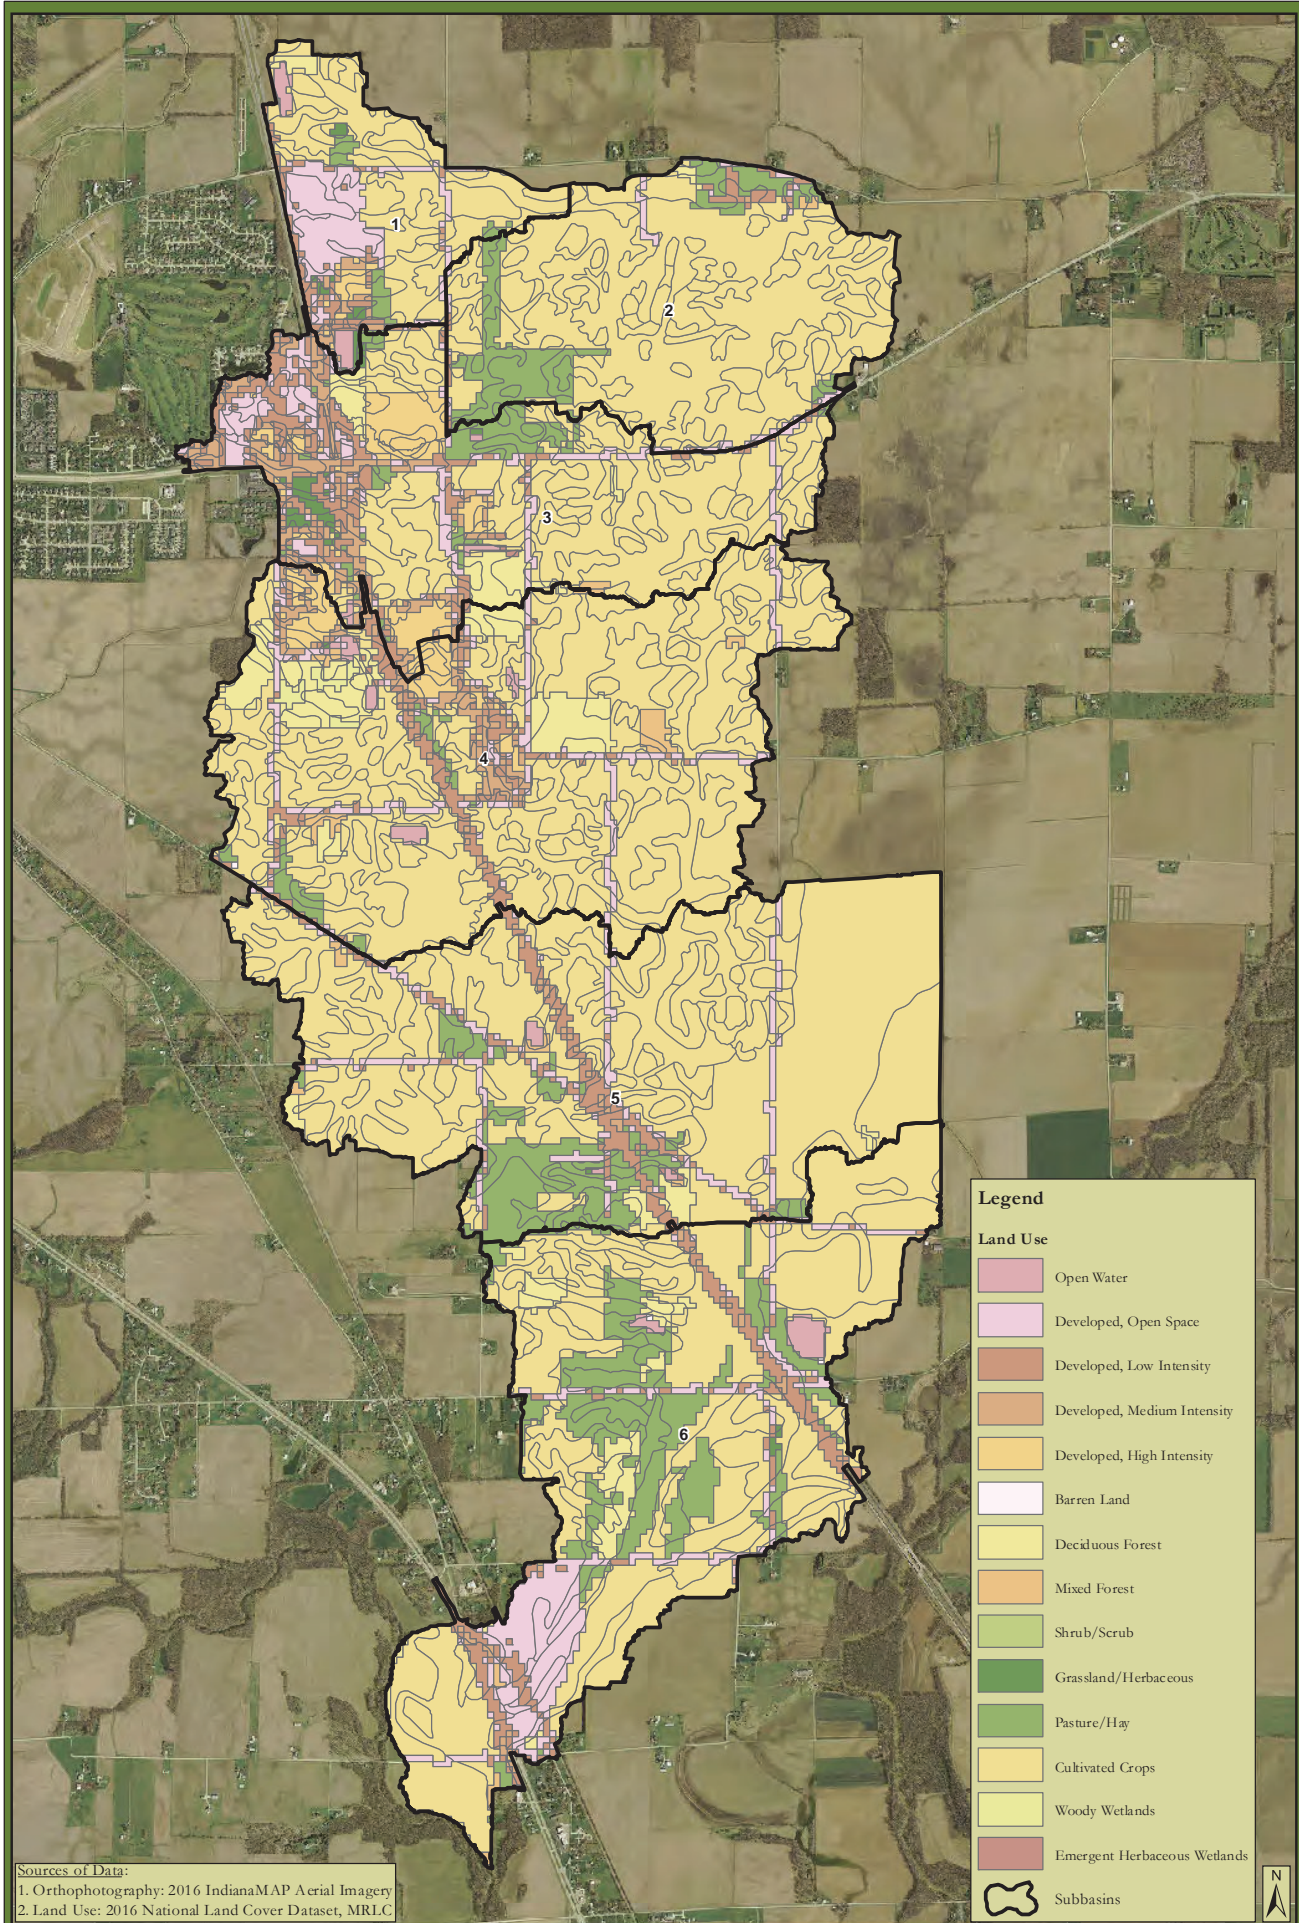 1
2
3
4
5
6
Legend
Land Use
Open Water
Developed, Open Space
Developed, Low Intensity
Developed, Medium Intensity
Developed, High Intensity
Barren Land
Deciduous Forest
Mixed Forest
Shrub/Scrub
Grassland/Herbaceous
Pasture/Hay
Cultivated Crops
Woody Wetlands
Emergent Herbaceous Wetlands
Subbasins
N
Sources of Data:
1. Orthophotography: 2016 IndianaMAP Aerial Imagery
2. Land Use: 2016 National Land Cover Dataset, MRLC